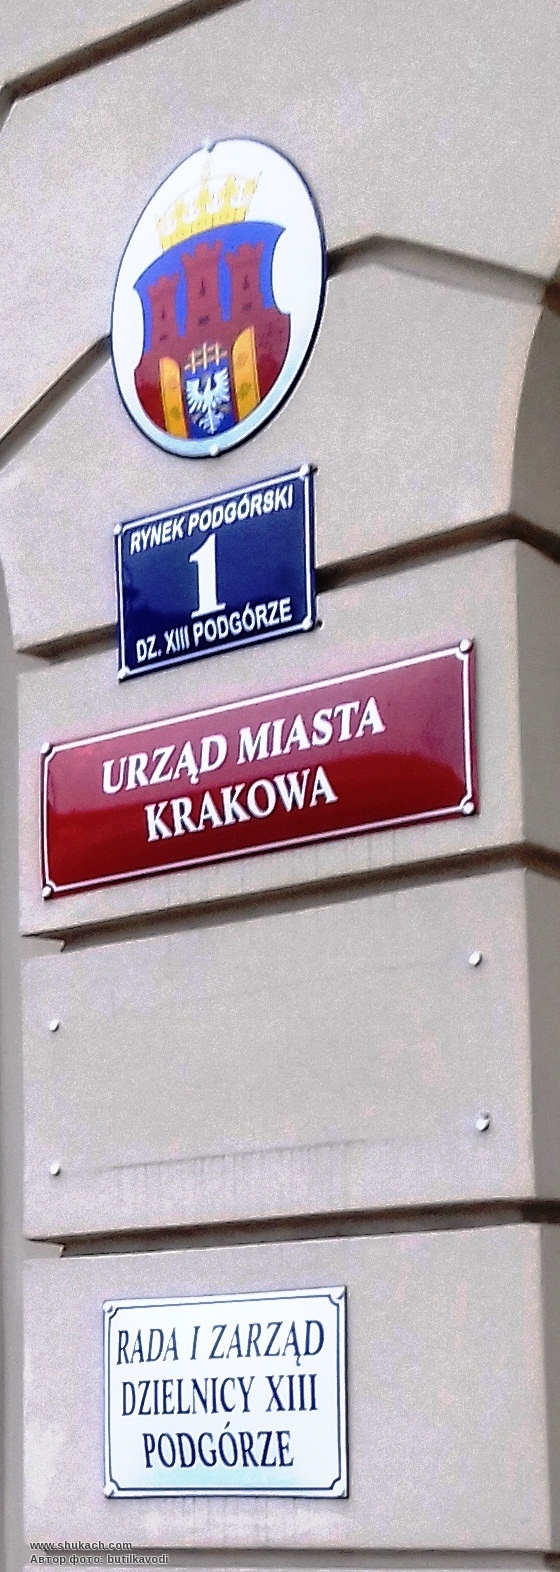 RYNEK PODGÓRSKI
1
DZ. XIII PODGÓRZE
URZĄD MIASTA
KRAKOWA
RADA I ZARZĄD
DZIELNICY XIII
PODGÓRZE
www.shukach.com
Автор фото: butilkavodi